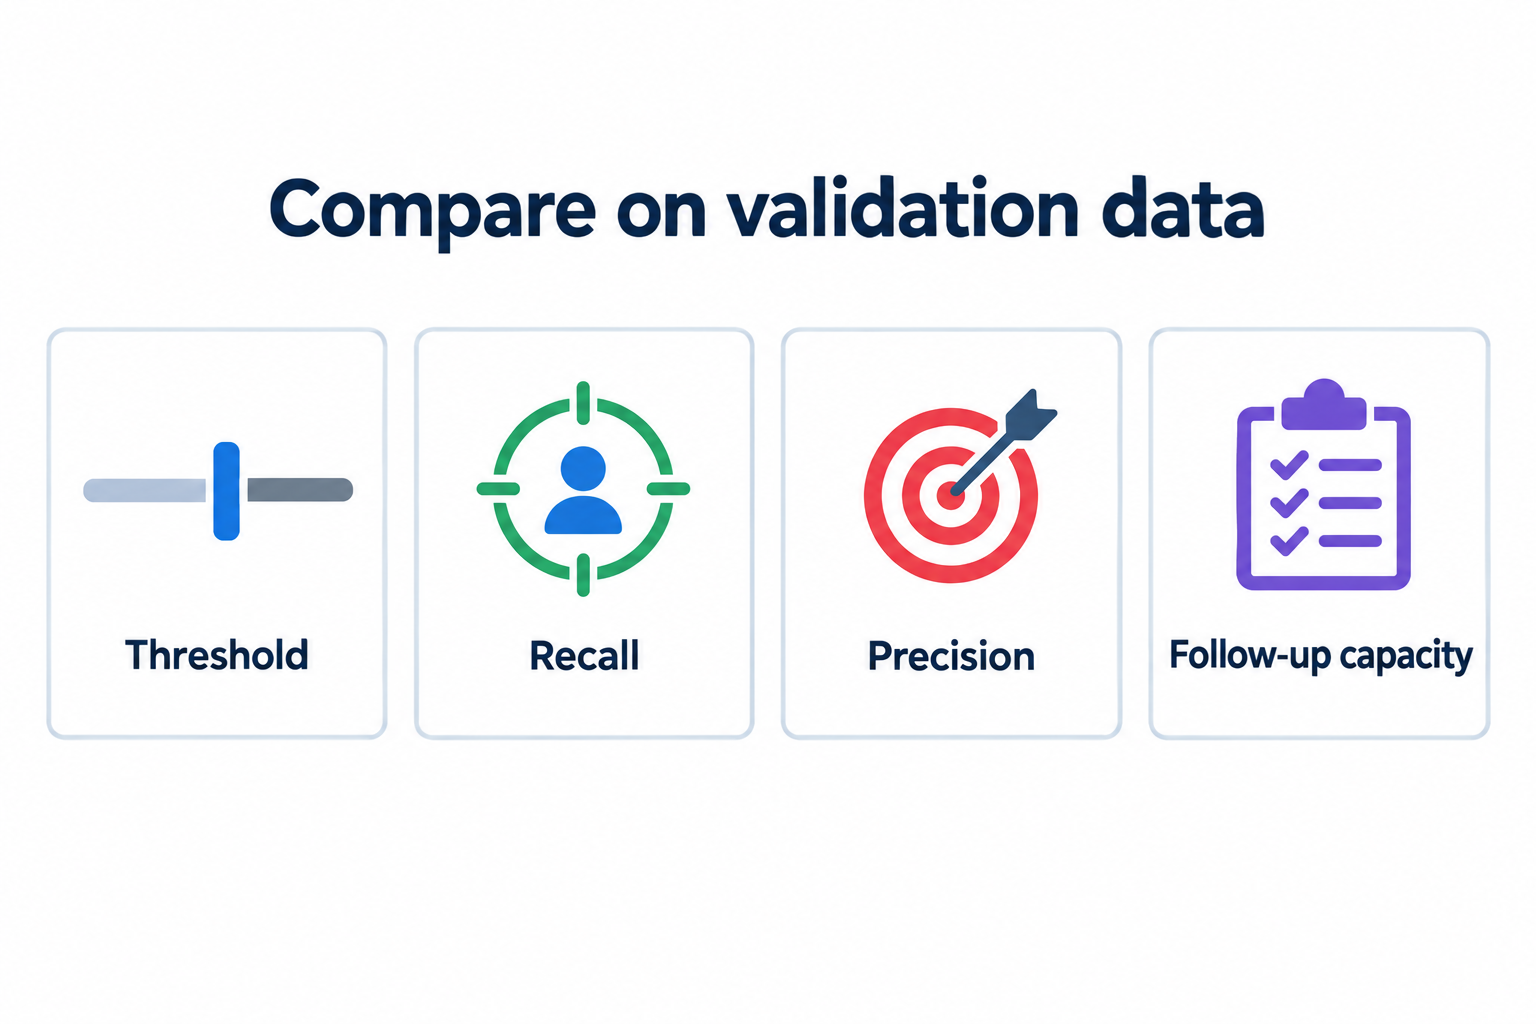 Compare on validation data
Threshold
Recall
Precision
Follow-up capacity